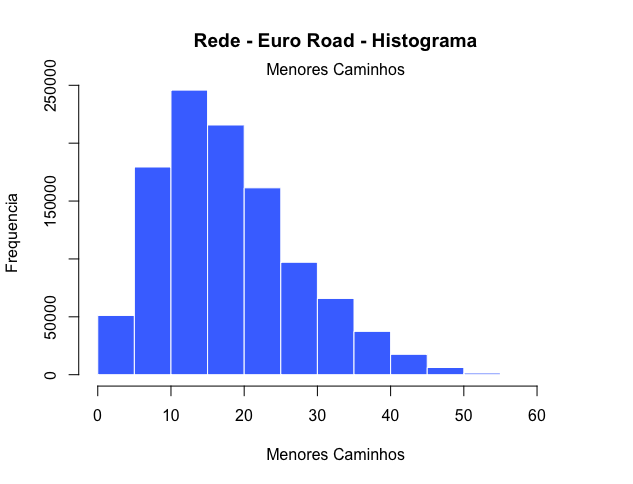 Rede - Euro Road - Histograma
Menores Caminhos
250000
150000
50000
0
Frequencia
0 10 20 30 40 50 60
Menores Caminhos